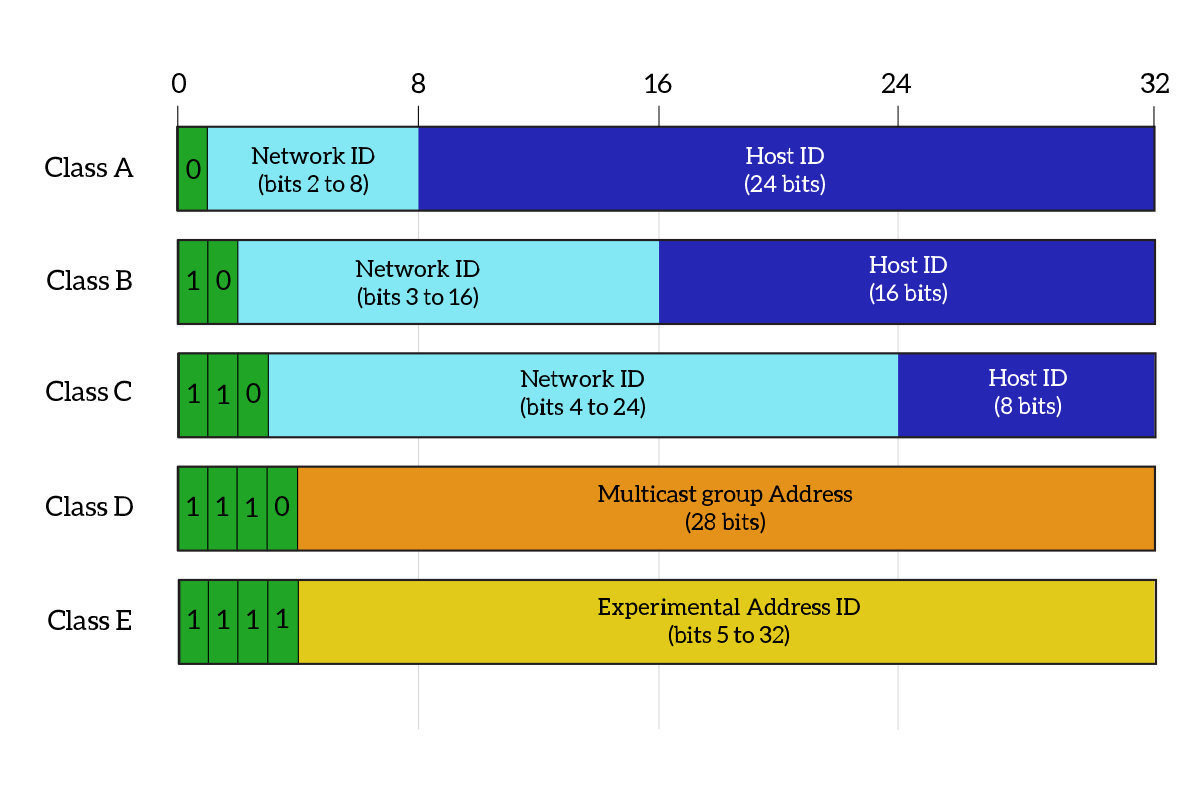 0 8 16 24 32
Class A
0
Network ID
(bits 2 to 8)
Host ID
(24 bits)
Class B
1 0
Network ID
(bits 3 to 16)
Host ID
(16 bits)
Class C
1 1 0
Network ID
(bits 4 to 24)
Host ID
(8 bits)
Class D
1 1 1 0
Multicast group Address
(28 bits)
Class E
1 1 1 1
Experimental Address ID
(bits 5 to 32)